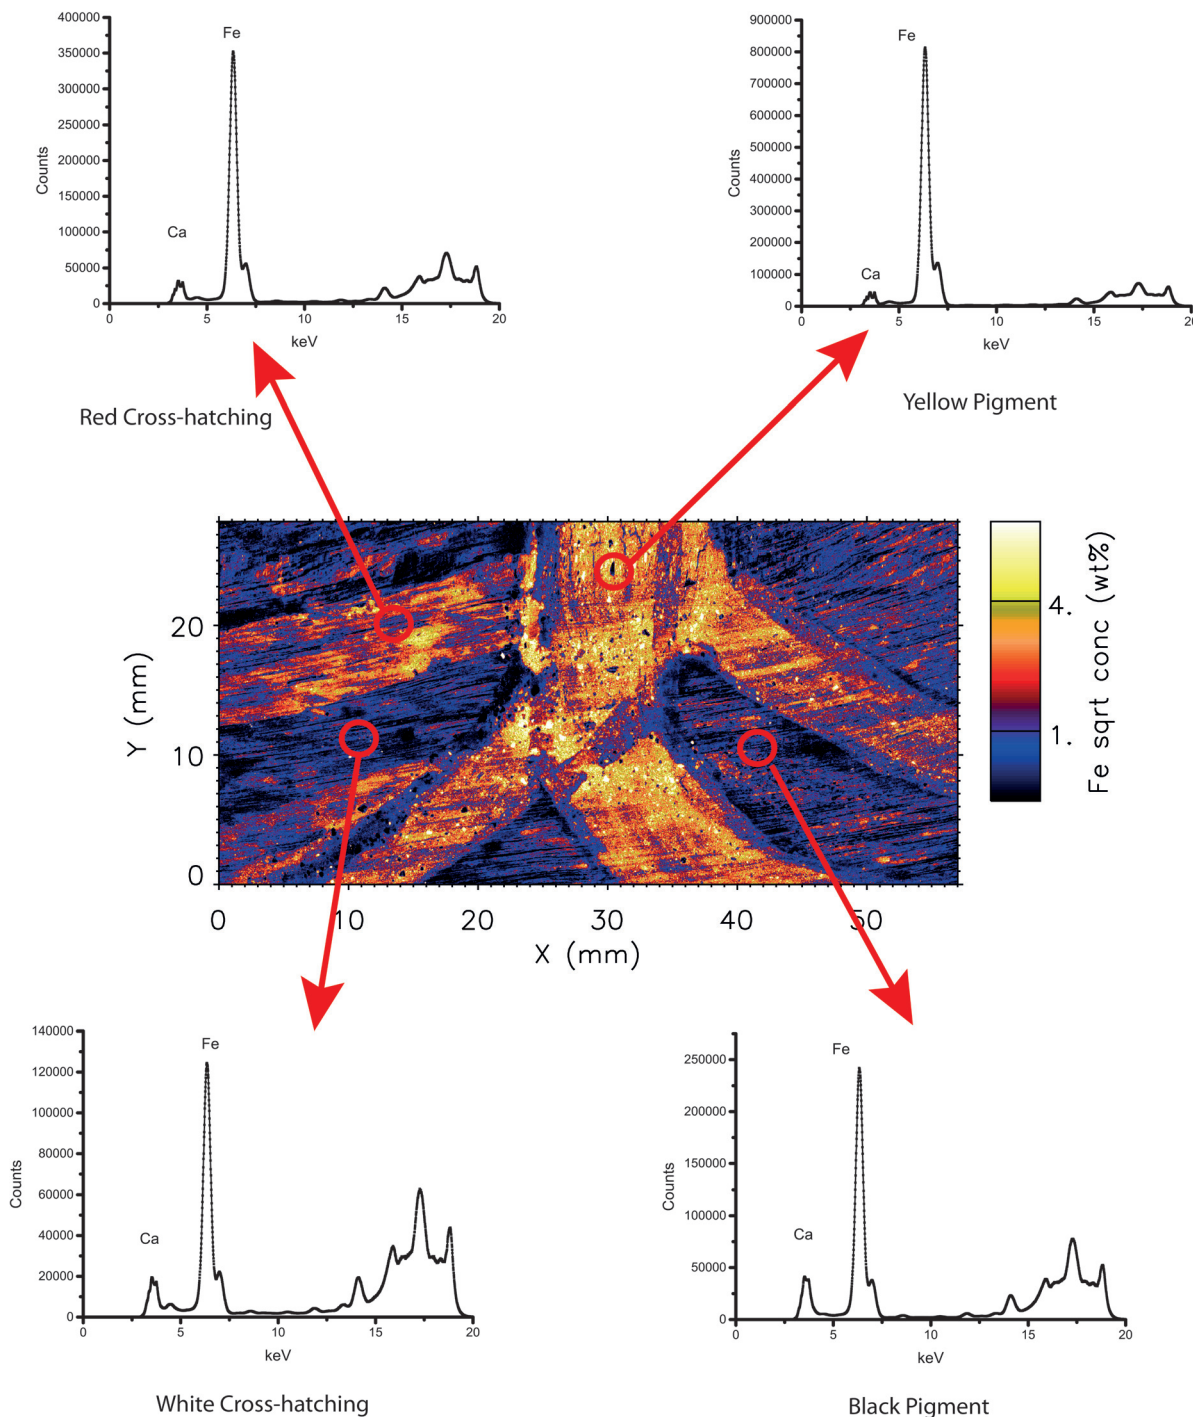 400000
350000
300000
250000
200000
150000
100000
50000
0
Counts
Fe
Ca
0 5 10 15 20
keV
Red Cross-hatching
900000
800000
700000
600000
500000
400000
300000
200000
100000
0
Counts
Fe
Ca
0 5 10 15 20
keV
Yellow Pigment
20
10
0
Y (mm)
0 10 20 30 40 50
X (mm)
4.
1.
Fe sqrt conc (wt%)
140000
120000
100000
80000
60000
40000
20000
0
Counts
Fe
Ca
0 5 10 15 20
keV
White Cross-hatching
250000
200000
150000
100000
50000
0
Counts
Fe
Ca
0 5 10 15 20
keV
Black Pigment